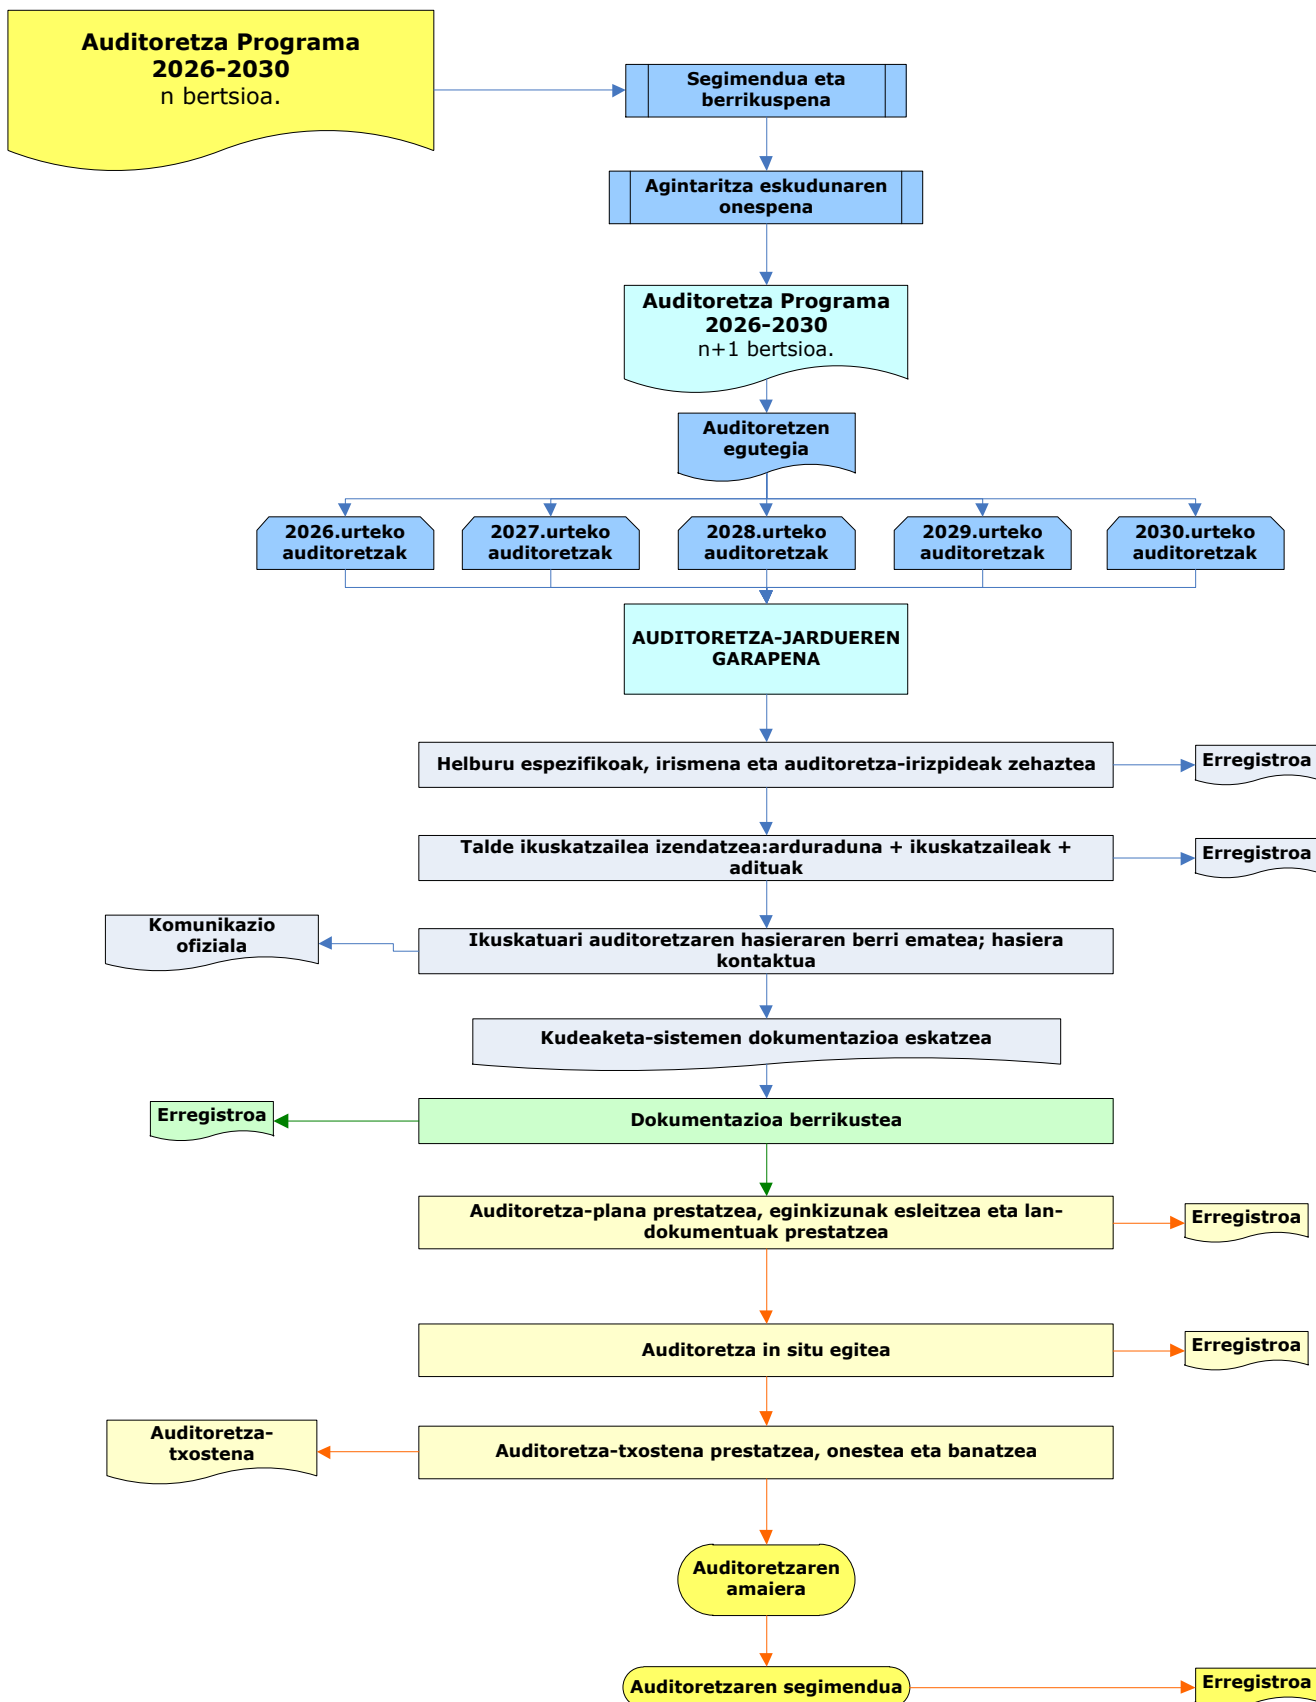 Auditoretza Programa
2026-2030
n bertsioa.
Segimendua eta
berrikuspena
Agintaritza eskudunaren
onespena
Auditoretza Programa
2026-2030
n+1 bertsioa.
Auditoretzen
egutegia
2026.urteko
auditoretzak
2027.urteko
auditoretzak
2028.urteko
auditoretzak
2029.urteko
auditoretzak
2030.urteko
auditoretzak
AUDITORETZA-JARDUEREN
GARAPENA
Helburu espezifikoak, irismena eta auditoretza-irizpideak zehaztea
Erregistroa
Talde ikuskatzailea izendatzea:arduraduna + ikuskatzaileak +
adituak
Erregistroa
Komunikazio
ofiziala
Ikuskatuari auditoretzaren hasieraren berri ematea; hasiera
kontaktua
Kudeaketa-sistemen dokumentazioa eskatzea
Erregistroa
Dokumentazioa berrikustea
Auditoretza-plana prestatzea, eginkizunak esleitzea eta lan-
dokumentuak prestatzea
Erregistroa
Auditoretza in situ egitea
Erregistroa
Auditoretza-
txostena
Auditoretza-txostena prestatzea, onestea eta banatzea
Auditoretzaren
amaiera
Auditoretzaren segimendua
Erregistroa